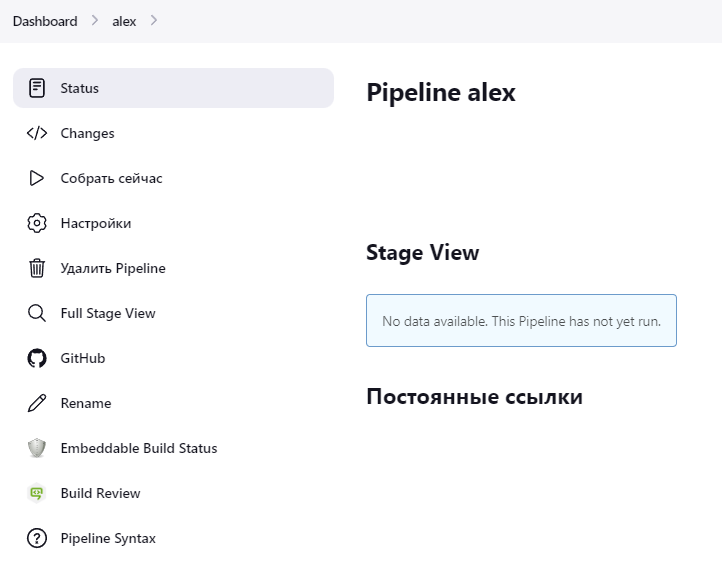 Dashboard
alex
Status
Changes
Собрать сейчас
Настройки
Удалить Pipeline
Full Stage View
GitHub
Rename
Embeddable Build Status
Build Review
Pipeline Syntax
Pipeline alex
Stage View
No data available. This Pipeline has not yet run.
Постоянные ссылки